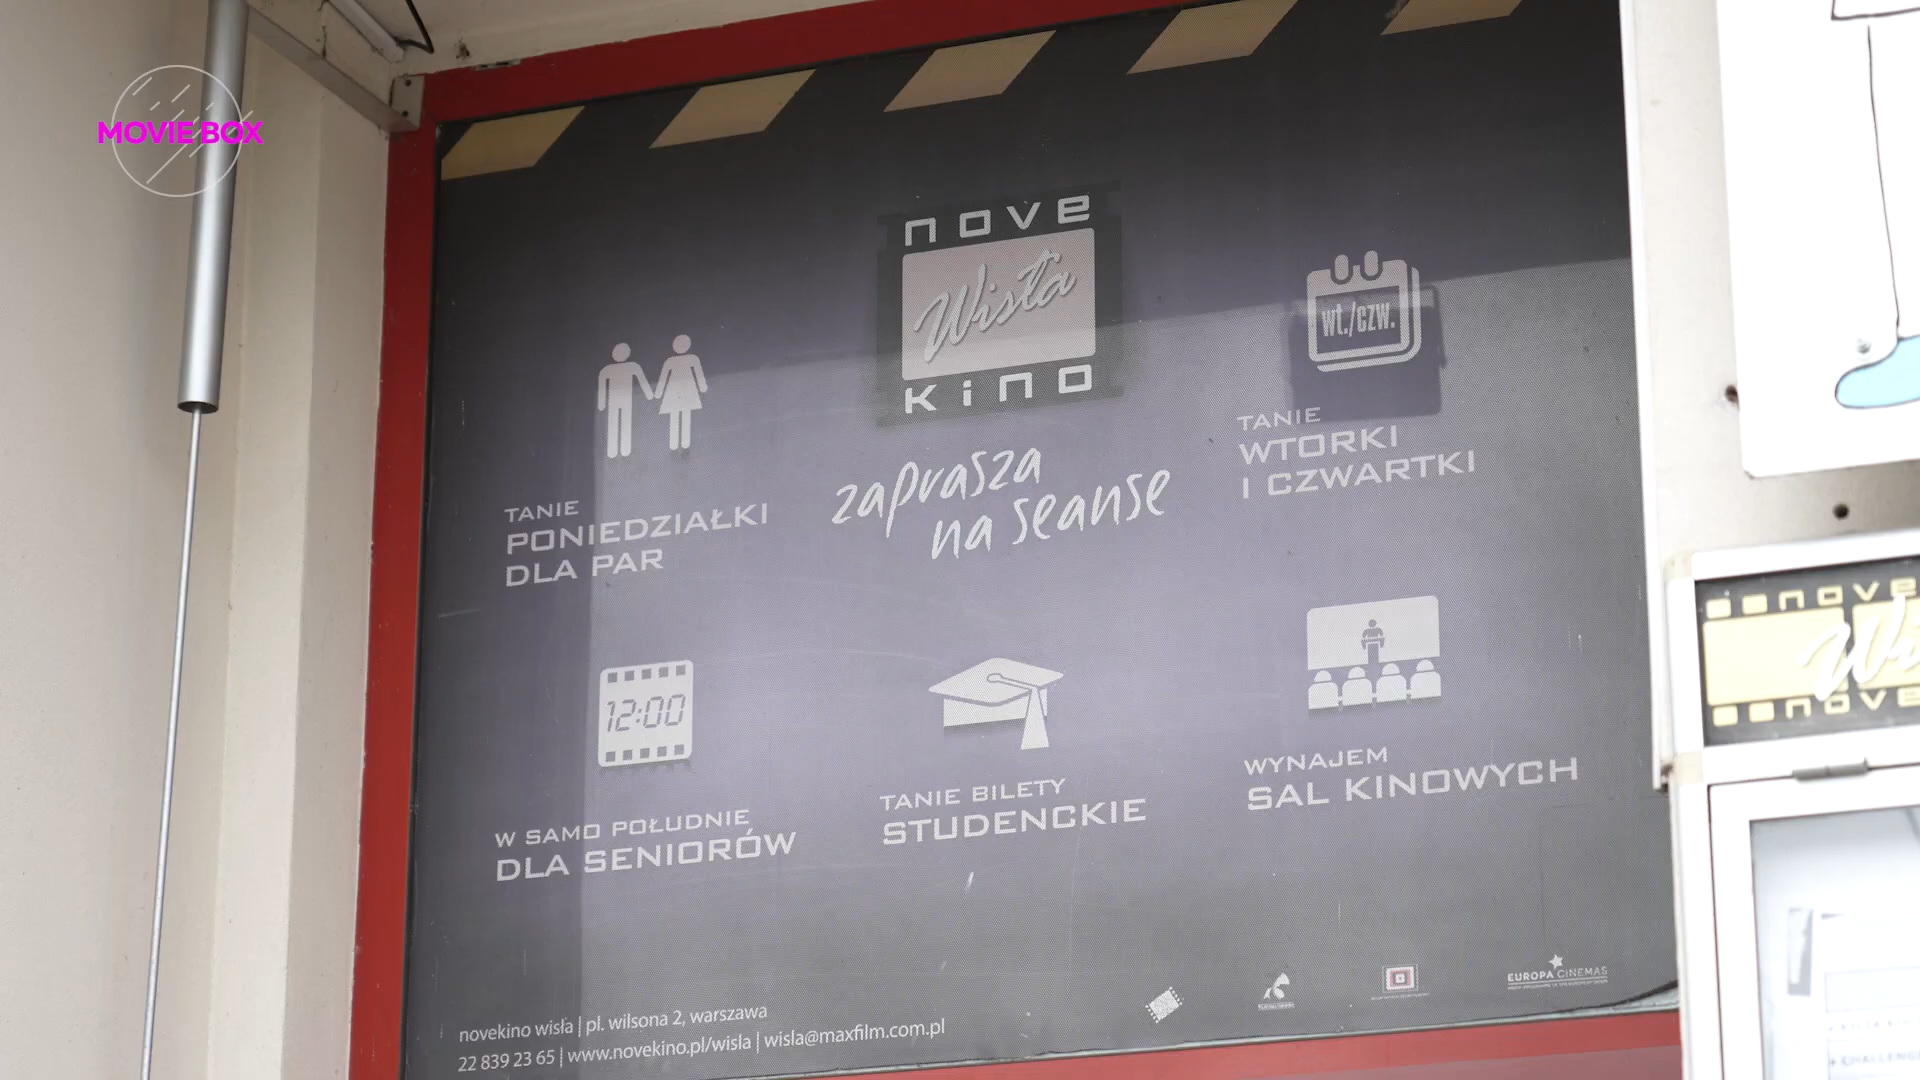 MOVIE BOX
nove
Wisła
kino
zaprasza
na seanse
TANIE
PONIEDZIAŁKI
DLA PAR
wt./czw.
TANIE
WTORKI
I CZWARTKI
12:00
W SAMO POŁUDNIE
DLA SENIORÓW
TANIE BILETY
STUDENCKIE
WYNAJEM
SAL KINOWYCH
novekino wisła | pl. wilsona 2, warszawa
22 839 23 65 | www.novekino.pl/wisla | wisla@maxfilm.com.pl
EUROPA CINEMAS
nove
nove